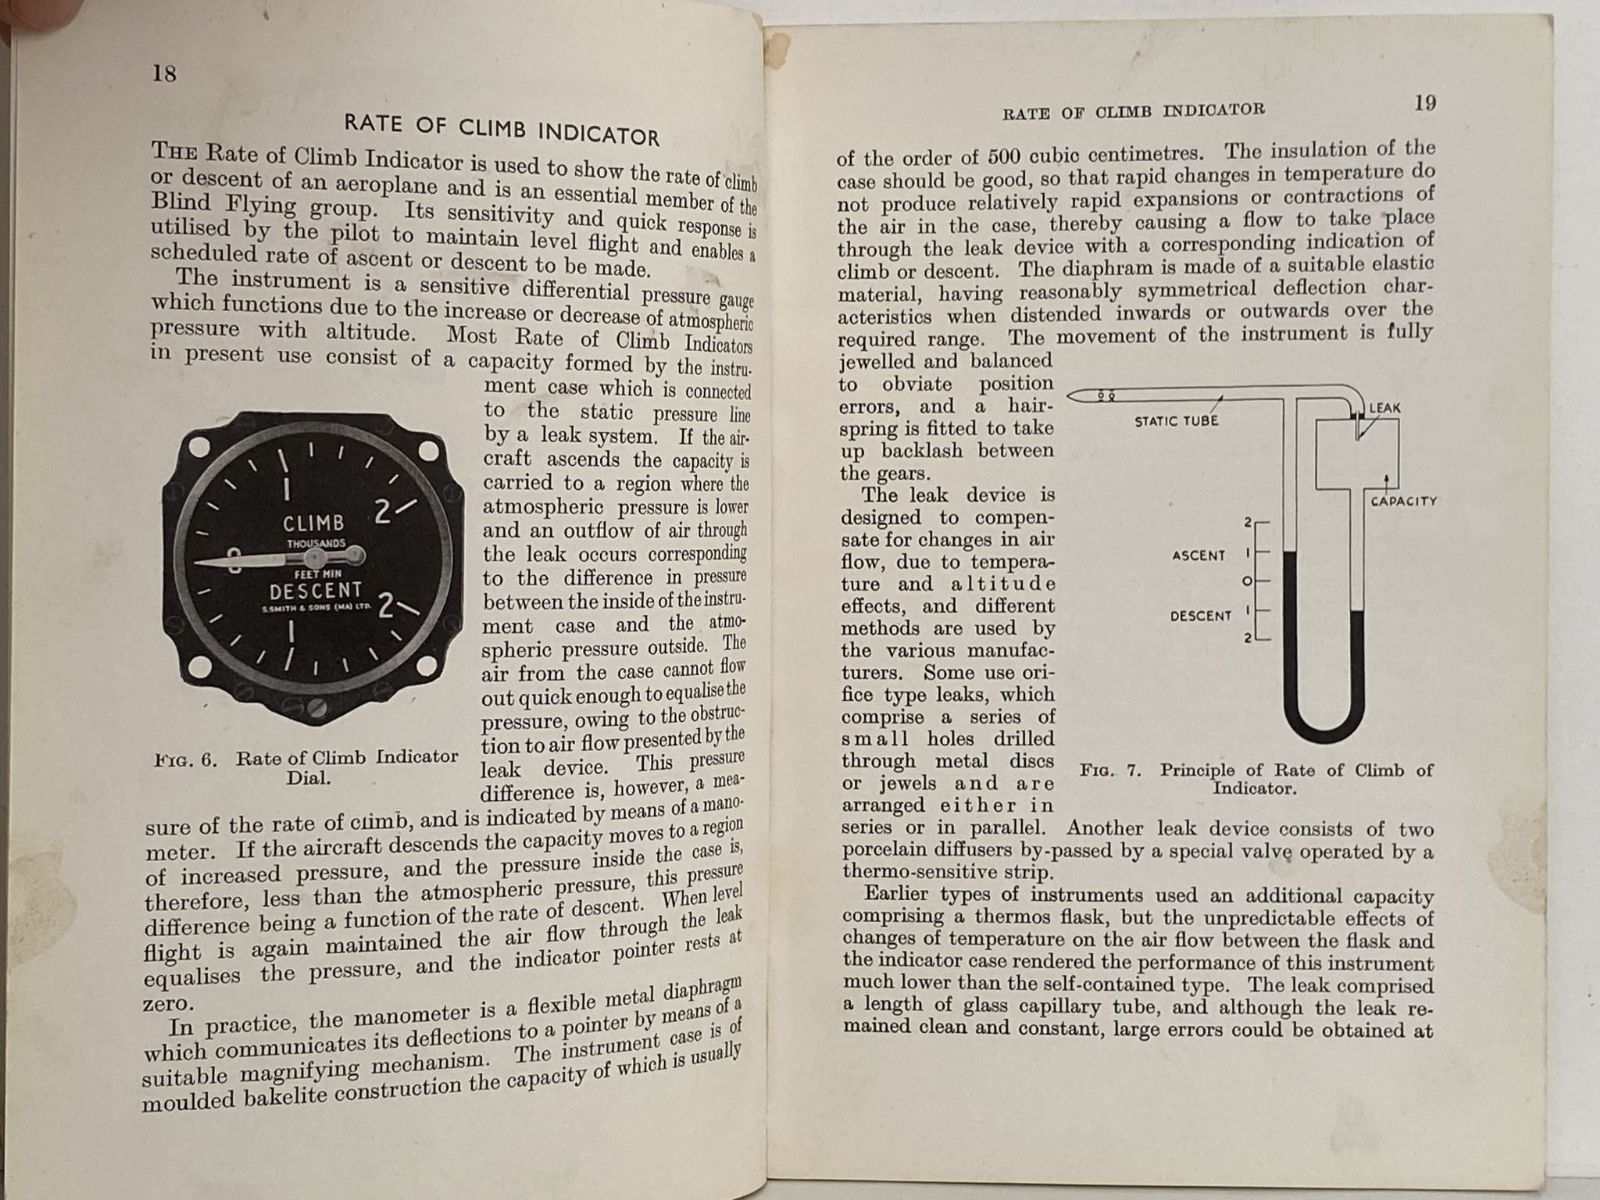 18
RATE OF CLIMB INDICATOR
THE Rate of Climb Indicator is used to show the rate of climb
or descent of an aeroplane and is an essential member of the
Blind Flying group. Its sensitivity and quick response is
utilised by the pilot to maintain level flight and enables a
scheduled rate of ascent or descent to be made.
The instrument is a sensitive differential pressure gauge
which functions due to the increase or decrease of atmospheric
pressure with altitude. Most Rate of Climb Indicators
in present use consist of a capacity formed by the instru-
ment case which is connected
to the static pressure line
by a leak system. If the air-
craft ascends the capacity is
carried to a region where the
atmospheric pressure is lower
and an outflow of air through
the leak occurs corresponding
to the difference in pressure
between the inside of the instru-
ment case and the atmo-
spheric pressure outside. The
air from the case cannot flow
out quick enough to equalise the
pressure, owing to the obstruc-
tion to air flow presented by the
leak device. This pressure
difference is, however, a mea-
sure of the rate of climb, and is indicated by means of a mano-
meter. If the aircraft descends the capacity moves to a region
of increased pressure, and the pressure inside the case is,
therefore, less than the atmospheric pressure, this pressure
difference being a function of the rate of descent. When level
flight is again maintained the air flow through the leak
equalises the pressure, and the indicator pointer rests at
zero.
In practice, the manometer is a flexible metal diaphragm
which communicates its deflections to a pointer by means of a
suitable magnifying mechanism. The instrument case is of
moulded bakelite construction the capacity of which is usually
1
2
CLIMB
THOUSANDS
0
FEET MIN
DESCENT
S. SMITH & SONS (MA) LTD.
2
1
FIG. 6. Rate of Climb Indicator
Dial.
RATE OF CLIMB INDICATOR
19
of the order of 500 cubic centimetres. The insulation of the
case should be good, so that rapid changes in temperature do
not produce relatively rapid expansions or contractions of
the air in the case, thereby causing a flow to take place
through the leak device with a corresponding indication of
climb or descent. The diaphram is made of a suitable elastic
material, having reasonably symmetrical deflection char-
acteristics when distended inwards or outwards over the
required range. The movement of the instrument is fully
jewelled and balanced
to obviate position
errors, and a hair-
spring is fitted to take
up backlash between
the gears.
The leak device is
designed to compen-
sate for changes in air
flow, due to tempera-
ture and altitude
effects, and different
methods are used by
the various manufac-
turers. Some use ori-
fice type leaks, which
comprise a series of
small holes drilled
through metal discs
or jewels and are
arranged either in
series or in parallel. Another leak device consists of two
porcelain diffusers by-passed by a special valve operated by a
thermo-sensitive strip.
Earlier types of instruments used an additional capacity
comprising a thermos flask, but the unpredictable effects of
changes of temperature on the air flow between the flask and
the indicator case rendered the performance of this instrument
much lower than the self-contained type. The leak comprised
a length of glass capillary tube, and although the leak re-
mained clean and constant, large errors could be obtained at
STATIC TUBE
LEAK
CAPACITY
2
ASCENT 1
0
DESCENT 1
2
FIG. 7. Principle of Rate of Climb of
Indicator.